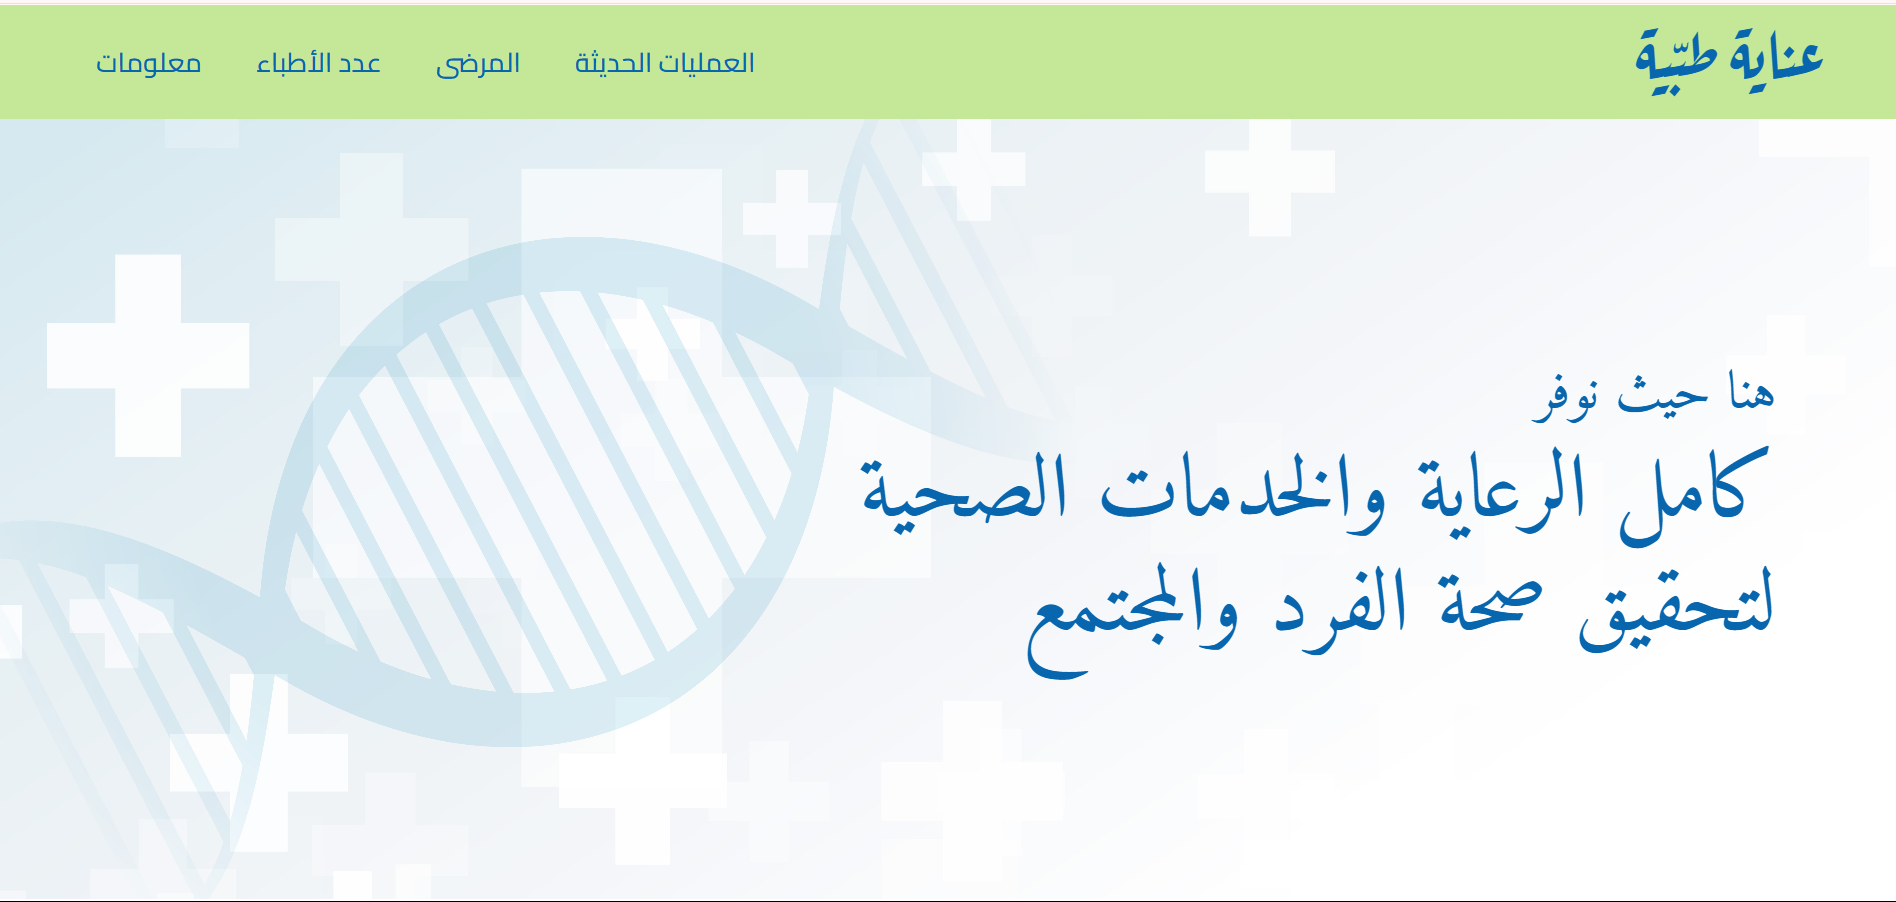 عناية طبّية
العمليات الحديثة
المرضى
عدد الأطباء
معلومات
هنا حيث نوفر
كامل الرعاية والخدمات الصحية
لتحقيق صحة الفرد والمجتمع